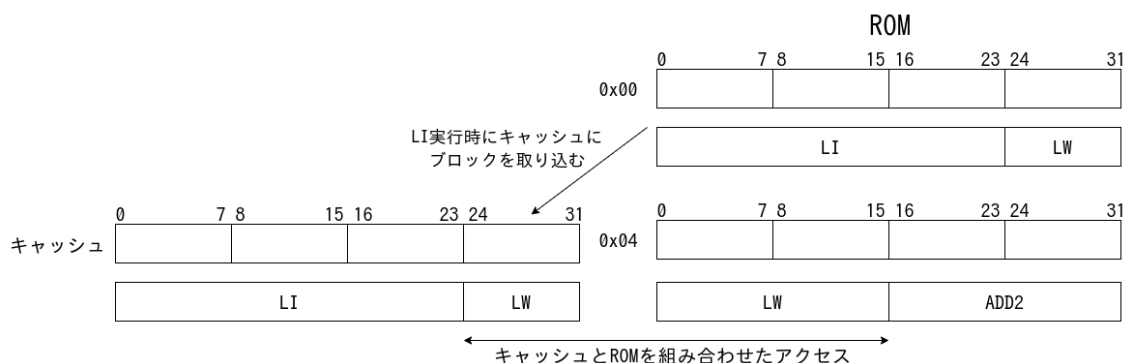 ROM
0 7 8 15 16 23 24 31
0x00
LI実行時にキャッシュに
ブロックを取り込む
LI LW
0 7 8 15 16 23 24 31
キャッシュ
LI LW
0 7 8 15 16 23 24 31
0x04
LW ADD2
キャッシュとROMを組み合わせたアクセス